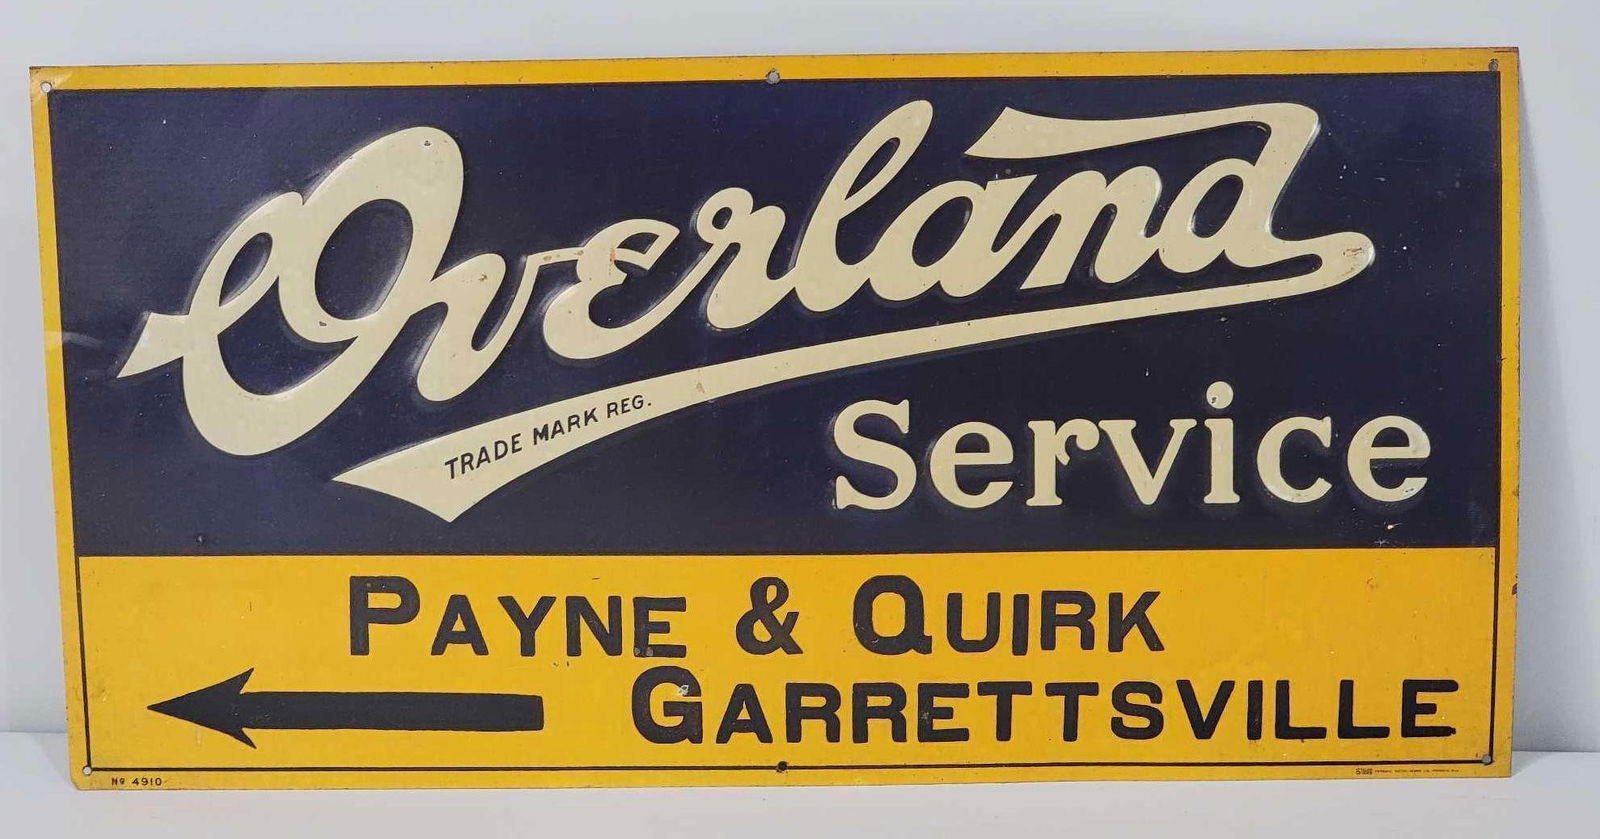 Overland
TRADE MARK REG.
Service
PAYNE & QUIRK
GARRETTSVILLE
No 4910